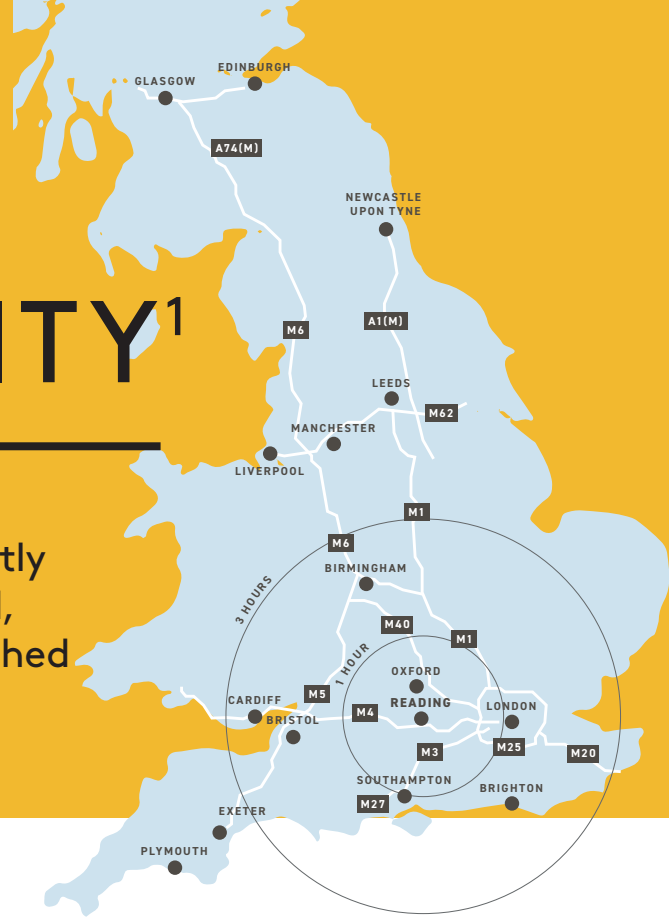 EDINBURGH
GLASGOW
A74(M)
NEWCASTLE
UPON TYNE
ITY¹
M6
A1(M)
LEEDS
M62
MANCHESTER
LIVERPOOL
M1
M6
tly
BIRMINGHAM
3 HOURS
hed
M40
M1
1 HOUR
OXFORD
M5
CARDIFF
READING
LONDON
M4
BRISTOL
M25
M3
M20
SOUTHAMPTON
BRIGHTON
M27
EXETER
PLYMOUTH